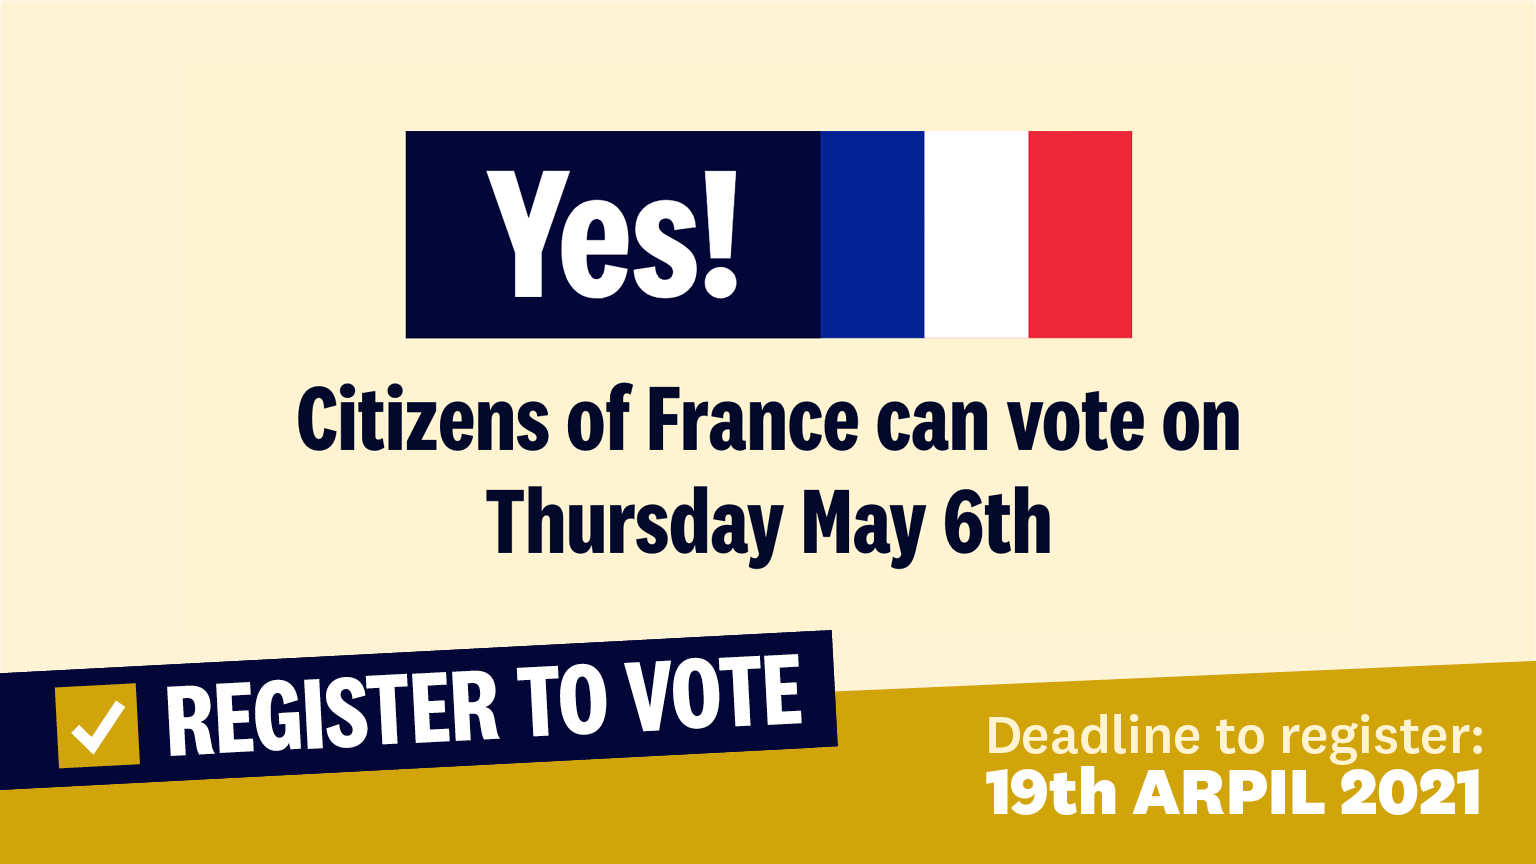 Yes!
Citizens of France can vote on
Thursday May 6th
REGISTER TO VOTE
Deadline to register:
19th ARPIL 2021